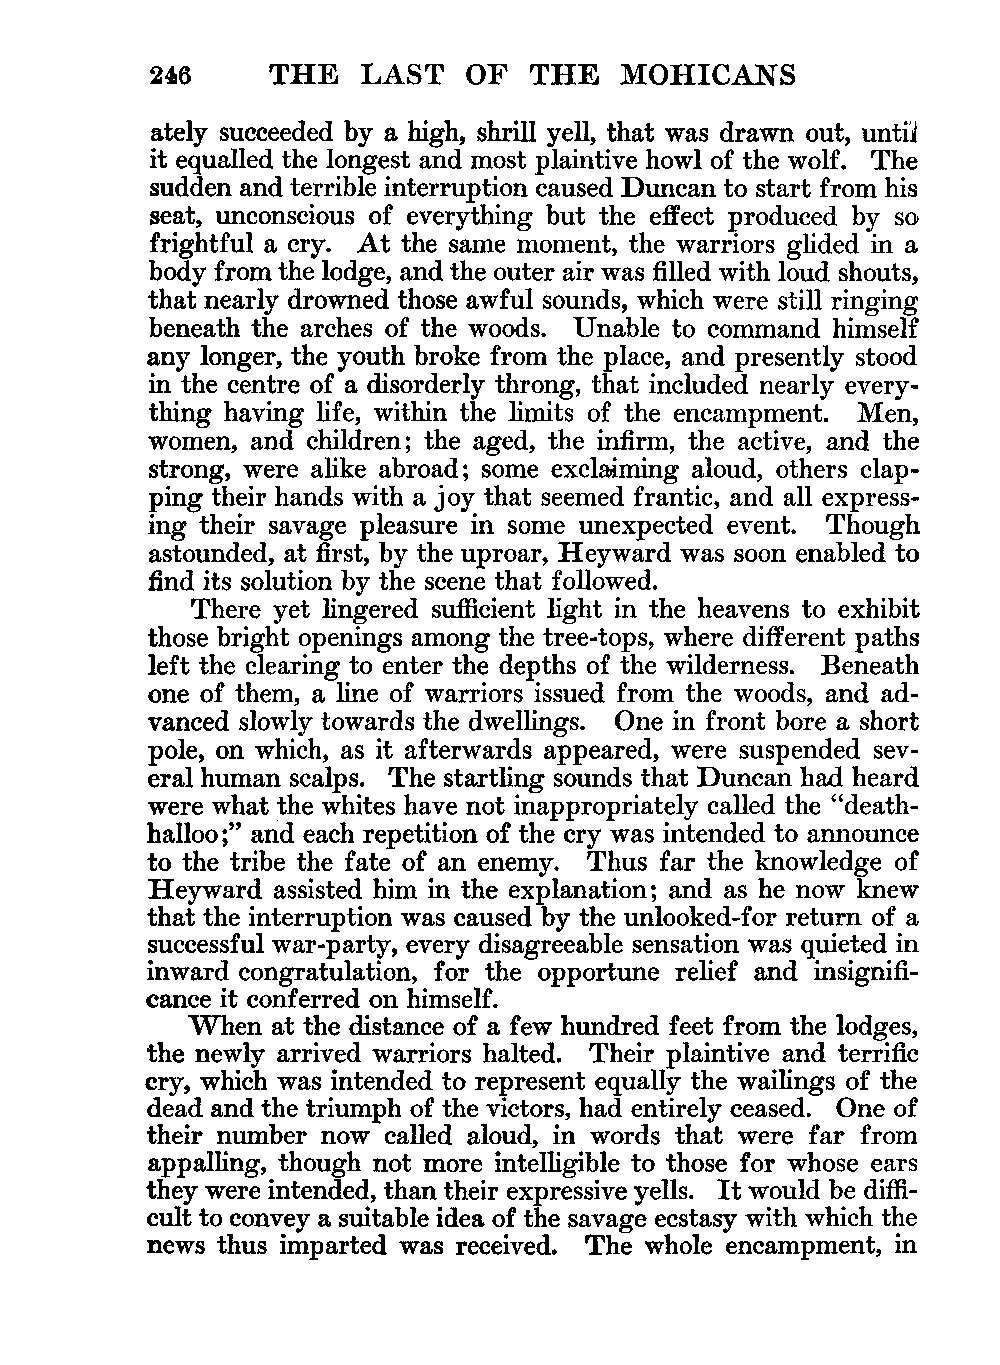 246 THE LAST OF THE MOHICANS
ately succeeded by a high, shrill yell, that was drawn out, until
it equalled the longest and most plaintive howl of the wolf. The
sudden and terrible interruption caused Duncan to start from his
seat, unconscious of everything but the effect produced by so
frightful a cry. At the same moment, the warriors glided in a
body from the lodge, and the outer air was filled with loud shouts,
that nearly drowned those awful sounds, which were still ringing
beneath the arches of the woods. Unable to command himself
any longer, the youth broke from the place, and presently stood
in the centre of a disorderly throng, that included nearly every-
thing having life, within the limits of the encampment. Men,
women, and children; the aged, the infirm, the active, and the
strong, were alike abroad; some exclaiming aloud, others clap-
ping their hands with a joy that seemed frantic, and all express-
ing their savage pleasure in some unexpected event. Though
astounded, at first, by the uproar, Heyward was soon enabled to
find its solution by the scene that followed.
There yet lingered sufficient light in the heavens to exhibit
those bright openings among the tree-tops, where different paths
left the clearing to enter the depths of the wilderness. Beneath
one of them, a line of warriors issued from the woods, and ad-
vanced slowly towards the dwellings. One in front bore a short
pole, on which, as it afterwards appeared, were suspended sev-
eral human scalps. The startling sounds that Duncan had heard
were what the whites have not inappropriately called the “death-
halloo;” and each repetition of the cry was intended to announce
to the tribe the fate of an enemy. Thus far the knowledge of
Heyward assisted him in the explanation; and as he now knew
that the interruption was caused by the unlooked-for return of a
successful war-party, every disagreeable sensation was quieted in
inward congratulation, for the opportune relief and insignifi-
cance it conferred on himself.
When at the distance of a few hundred feet from the lodges,
the newly arrived warriors halted. Their plaintive and terrific
cry, which was intended to represent equally the wailings of the
dead and the triumph of the victors, had entirely ceased. One of
their number now called aloud, in words that were far from
appalling, though not more intelligible to those for whose ears
they were intended, than their expressive yells. It would be diffi-
cult to convey a suitable idea of the savage ecstasy with which the
news thus imparted was received. The whole encampment, in